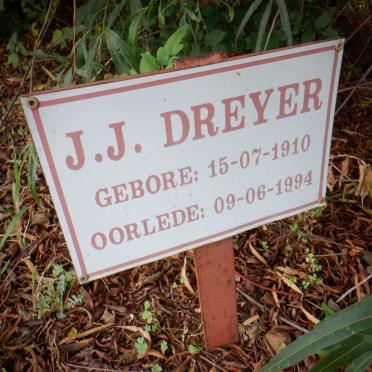 J.J. DREYER
GEBORE: 15-07-1910
OORLEDE: 09-06-1994